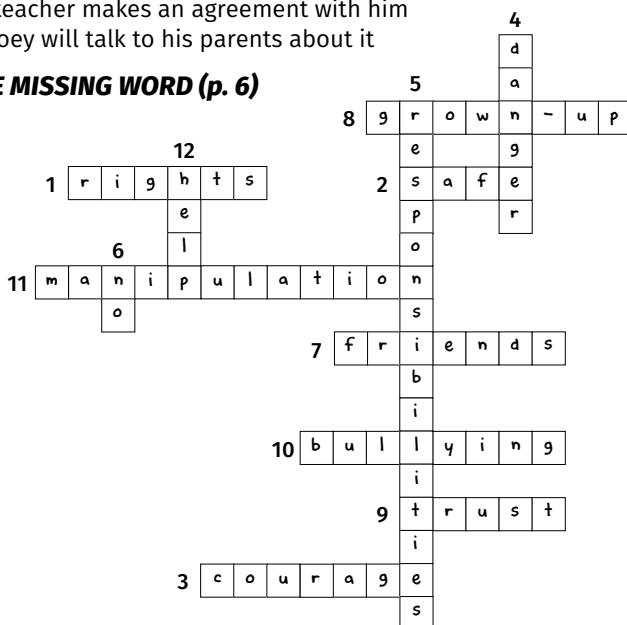 teacher makes an agreement with him
oey will talk to his parents about it
E MISSING WORD (p. 6)
4
d
5 a
8 g r o w n - u p
12 e g
1 r i g h t s 2 s a f e
e p r
6 l o
11 m a n i p u l a t i o n
o s
7 f r i e n d s
b
i
10 b u l l y i n g
i
9 t r u s t
i
3 c o u r a g e
s